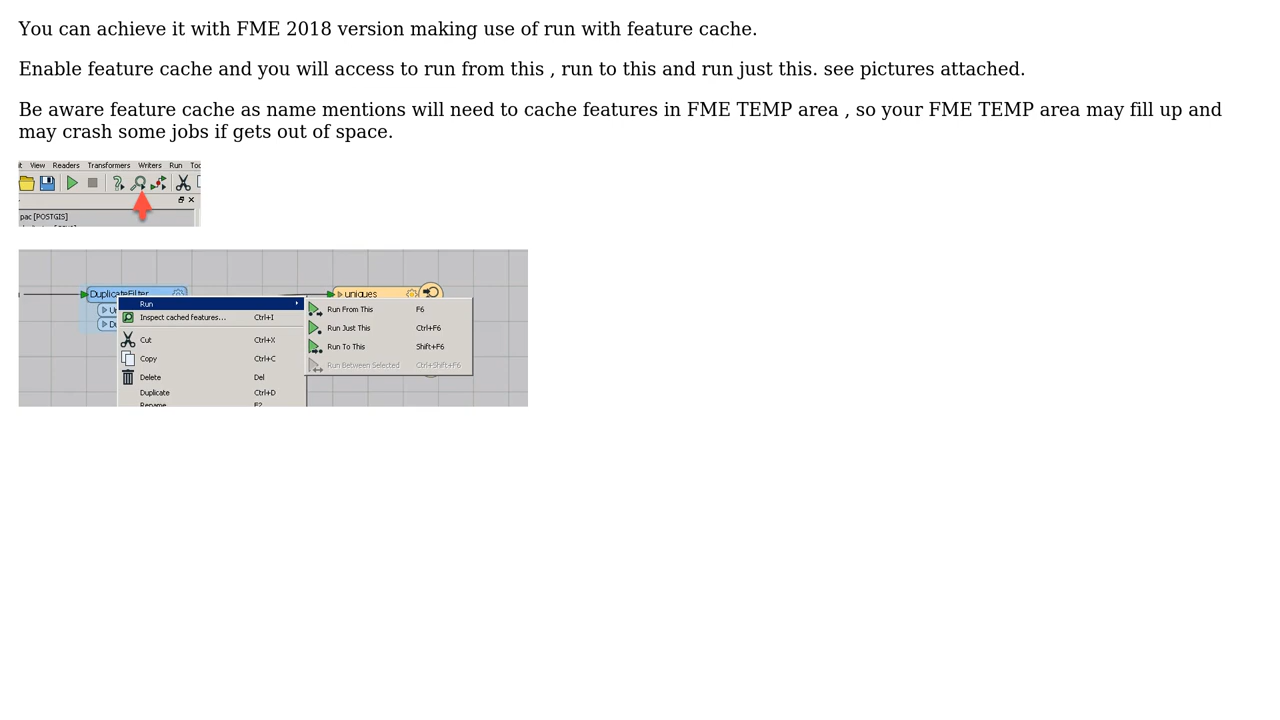 You can achieve it with FME 2018 version making use of run with feature cache.
Enable feature cache and you will access to run from this , run to this and run just this. see pictures attached.
Be aware feature cache as name mentions will need to cache features in FME TEMP area , so your FME TEMP area may fill up and
may crash some jobs if gets out of space.
View Readers Transformers Writers Run
pac [POSTGIS]
DuplicateFilter
uniques
Run
Inspect cached features... Ctrl+I
Cut Ctrl+X
Copy Ctrl+C
Delete Del
Duplicate Ctrl+D
Rename F2
Run From This F6
Run Just This Ctrl+F6
Run To This Shift+F6
Run Between Selected Ctrl+Shift+F6